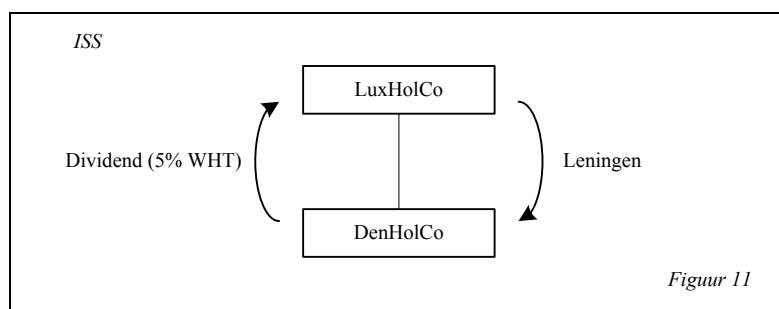 ISS
LuxHolCo
Dividend (5% WHT)
Leningen
DenHolCo
Figuur 11